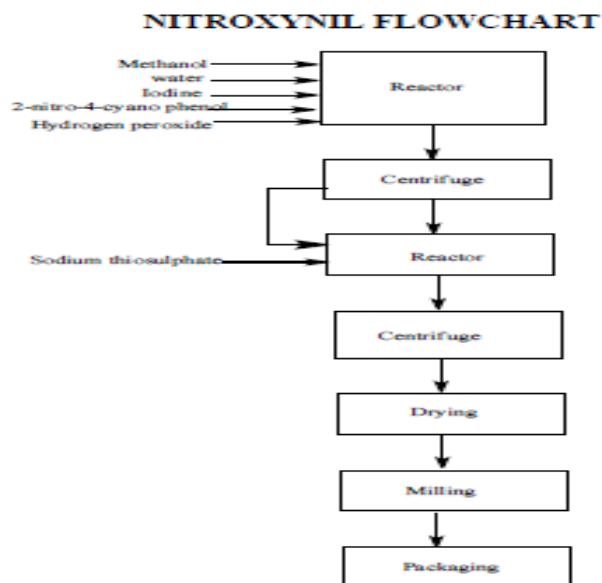 NITROXYNIL FLOWCHART
Methanol
water
Iodine
2-nitro-4-cyano phenol
Hydrogen peroxide
Reactor
Centrifuge
Sodium thiosulphate
Reactor
Centrifuge
Drying
Milling
Packaging